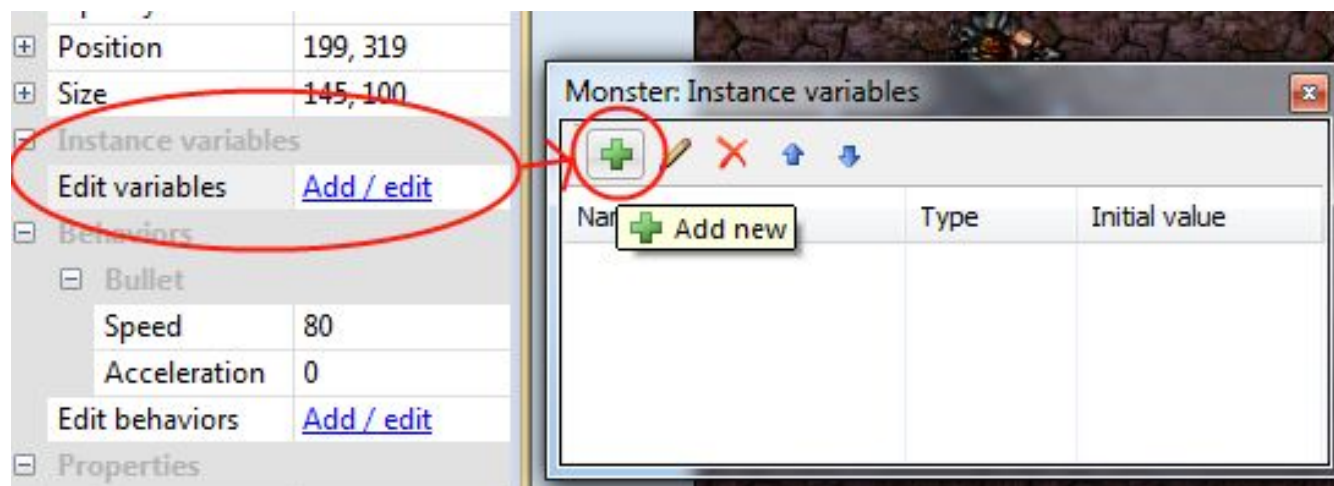 Position 199, 319
Size 145, 100
Instance variables
Edit variables Add / edit
Behaviors
Bullet
Speed 80
Acceleration 0
Edit behaviors Add / edit
Properties
Monster: Instance variables
Type Initial value
Add new